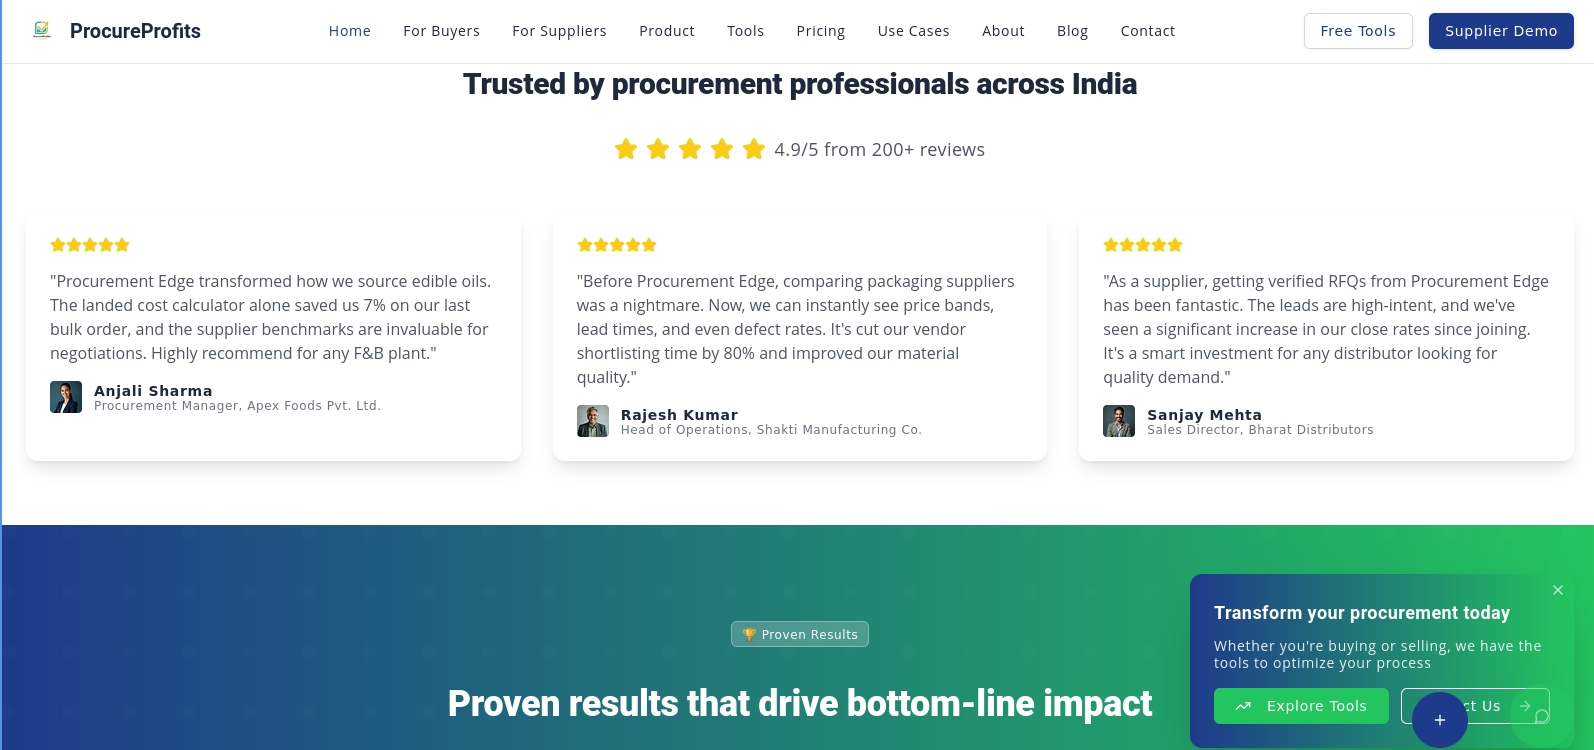 ProcureProfits
Home
For Buyers
For Suppliers
Product
Tools
Pricing
Use Cases
About
Blog
Contact
Free Tools
Supplier Demo
Trusted by procurement professionals across India
4.9/5 from 200+ reviews
"Procurement Edge transformed how we source edible oils.
The landed cost calculator alone saved us 7% on our last
bulk order, and the supplier benchmarks are invaluable for
negotiations. Highly recommend for any F&B plant."
Anjali Sharma
Procurement Manager, Apex Foods Pvt. Ltd.
"Before Procurement Edge, comparing packaging suppliers
was a nightmare. Now, we can instantly see price bands,
lead times, and even defect rates. It's cut our vendor
shortlisting time by 80% and improved our material
quality."
Rajesh Kumar
Head of Operations, Shakti Manufacturing Co.
"As a supplier, getting verified RFQs from Procurement Edge
has been fantastic. The leads are high-intent, and we've
seen a significant increase in our close rates since joining.
It's a smart investment for any distributor looking for
quality demand."
Sanjay Mehta
Sales Director, Bharat Distributors
🏆 Proven Results
Proven results that drive bottom-line impact
Transform your procurement today
Whether you're buying or selling, we have the
tools to optimize your process
Explore Tools
ct Us